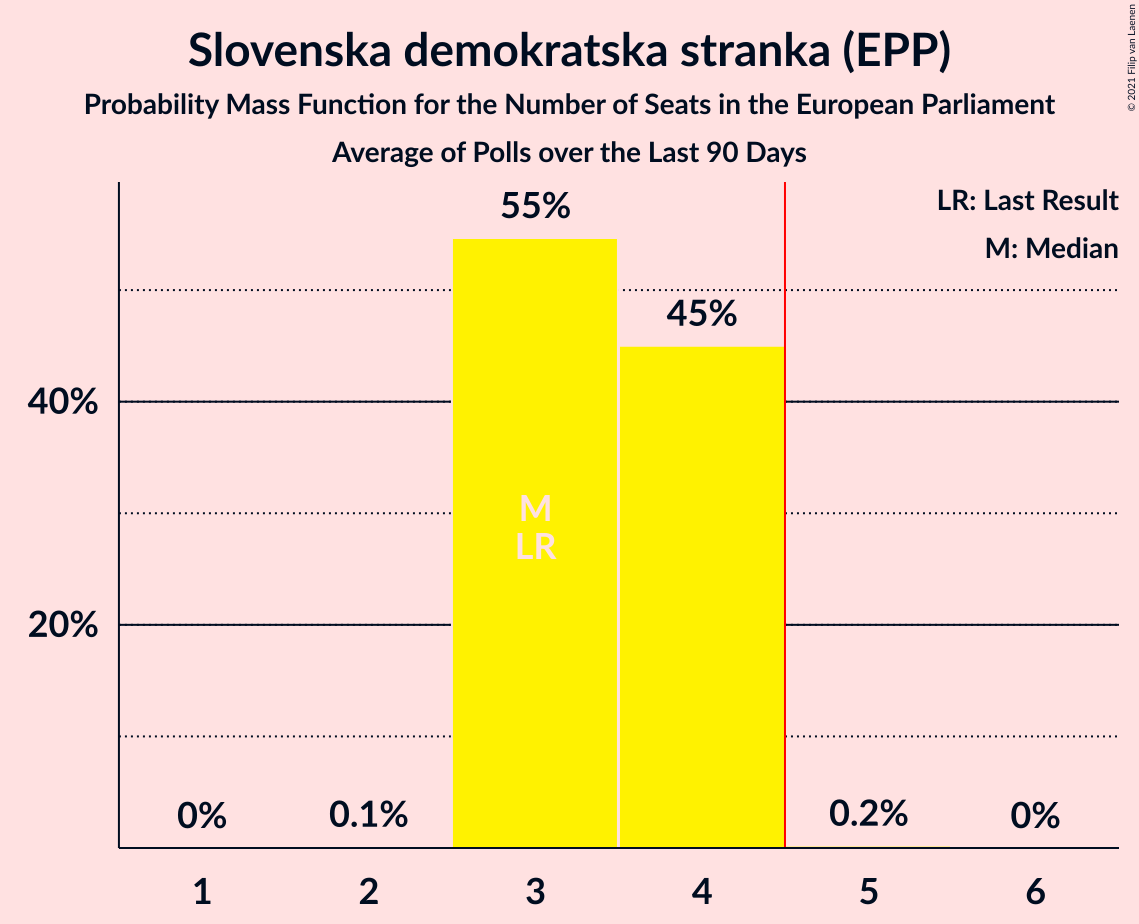 Slovenska demokratska stranka (EPP)
Probability Mass Function for the Number of Seats in the European Parliament
Average of Polls over the Last 90 Days
© 2021 Filip van Laenen
LR: Last Result
M: Median
55%
45%
40%
20%
M
LR
0%
0.1%
0.2%
0%
1
2
3
4
5
6